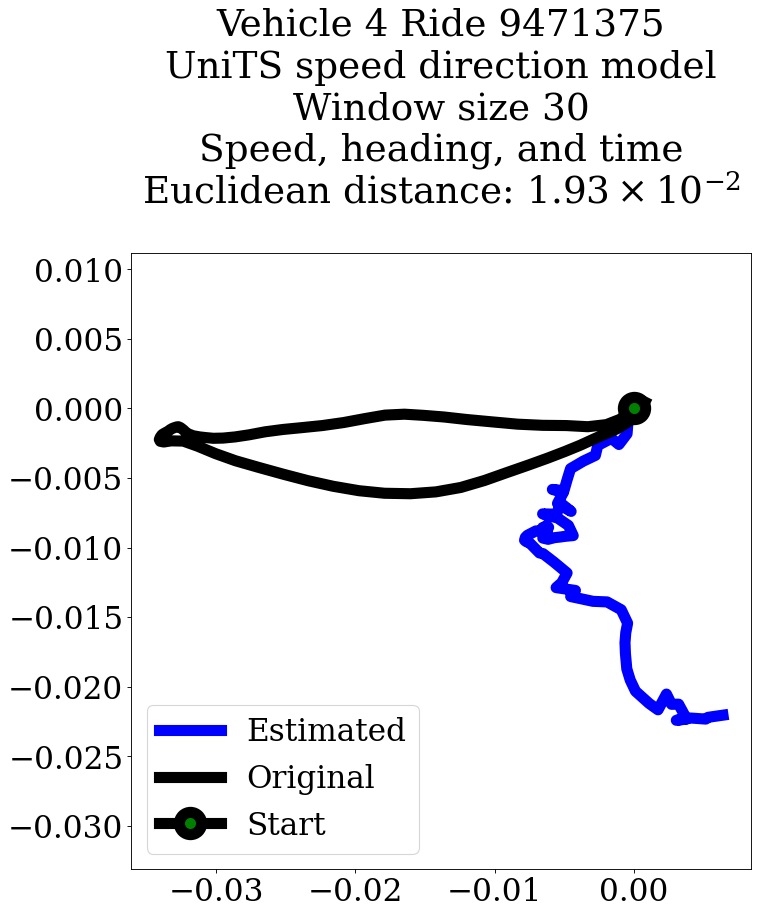 Vehicle 4 Ride 9471375
UniTS speed direction model
Window size 30
Speed, heading, and time
Euclidean distance: $1.93 \times 10^{-2}$
0.010
0.005
0.000
−0.005
−0.010
−0.015
−0.020
−0.025
−0.030
Estimated
Original
Start
−0.03 −0.02 −0.01 0.00